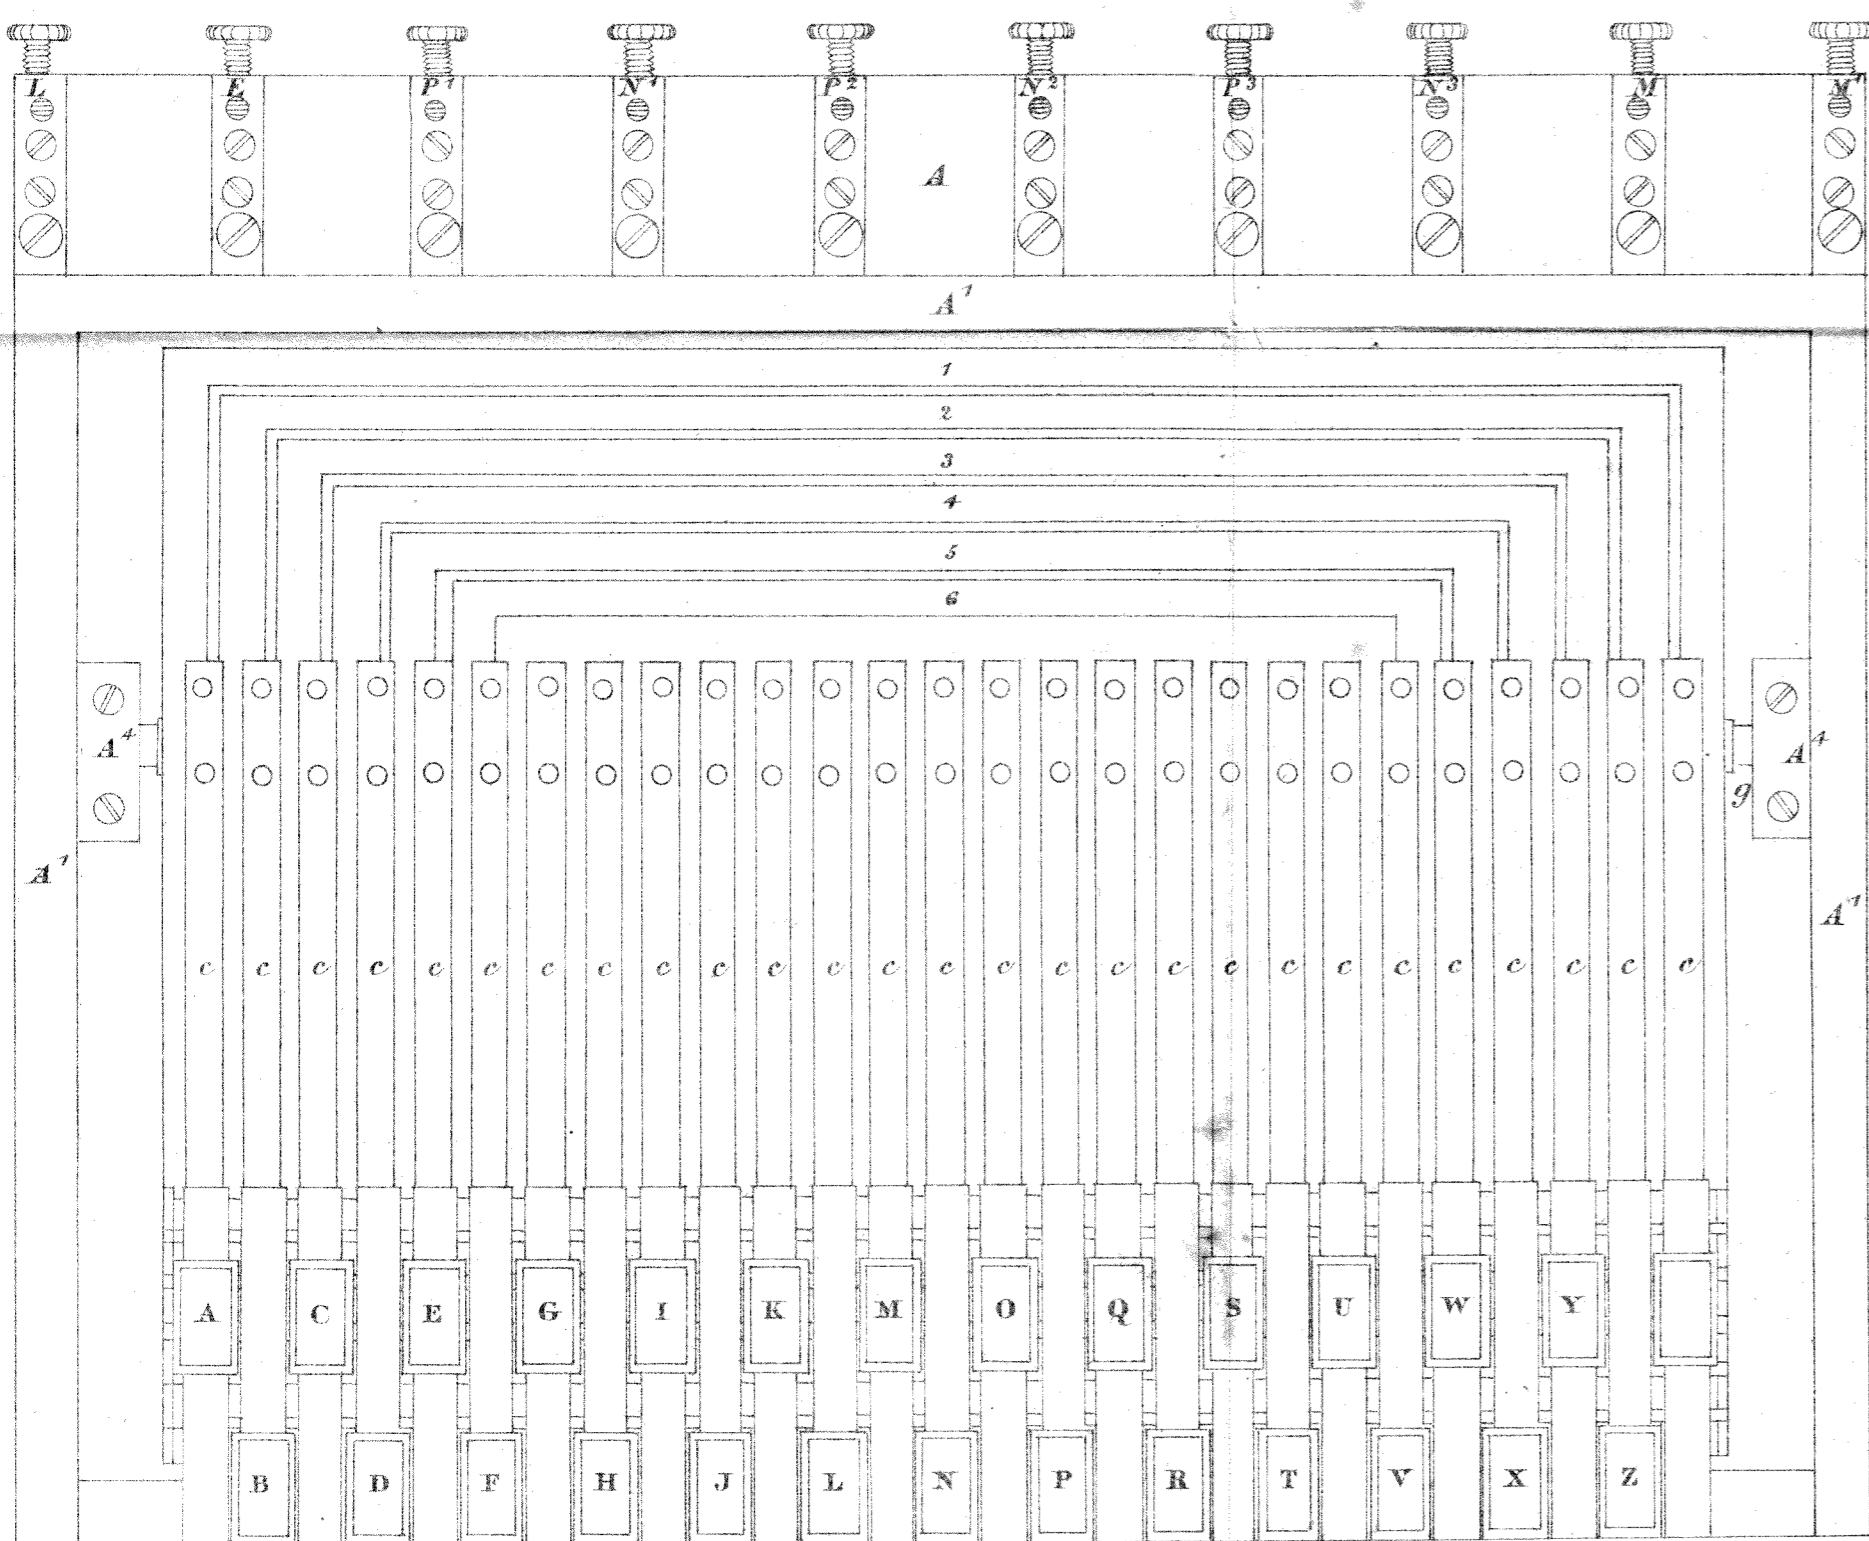 L E P¹ N¹ P² N² P³ N³ M M¹
A
A¹
1
2
3
4
5
6
A⁴ A⁴
g
A¹ A¹
c c c c c c c c c c c c c c c c c c c c c c c c c c c
A C E G I K M O Q S U W Y
B D F H J L N P R T V X Z